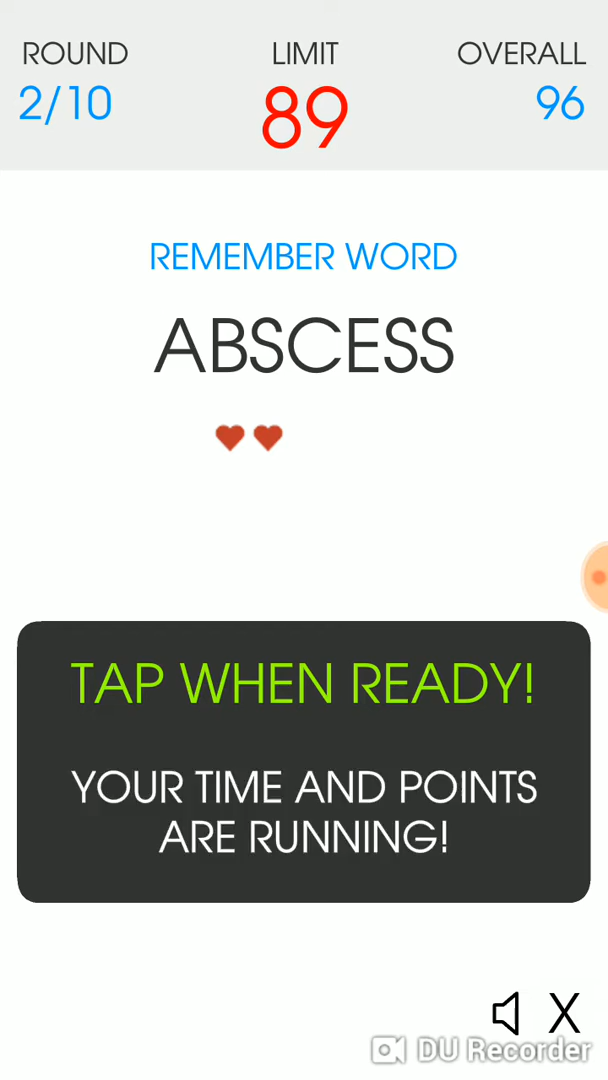 ROUND LIMIT OVERALL
2/10 89 96
REMEMBER WORD
ABSCESS
TAP WHEN READY!
YOUR TIME AND POINTS
ARE RUNNING!
X
DU Recorder